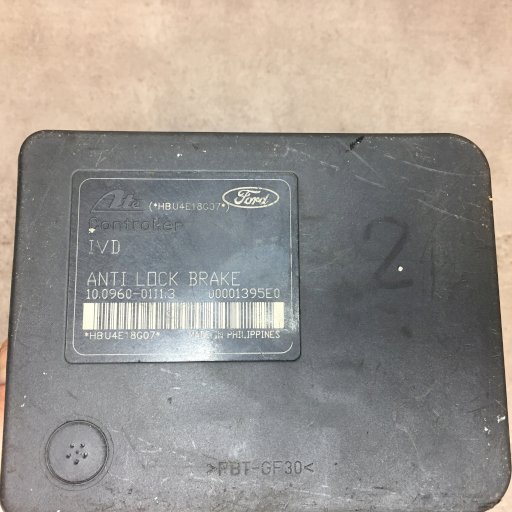 Ate (*HBU4E18G07*) Ford
Controller
IVD
ANTI LOCK BRAKE
10.0960-0111.3 00001395E0
*HBU4E18G07* MADE IN PHILIPPINES
2
>PBT-GF30<